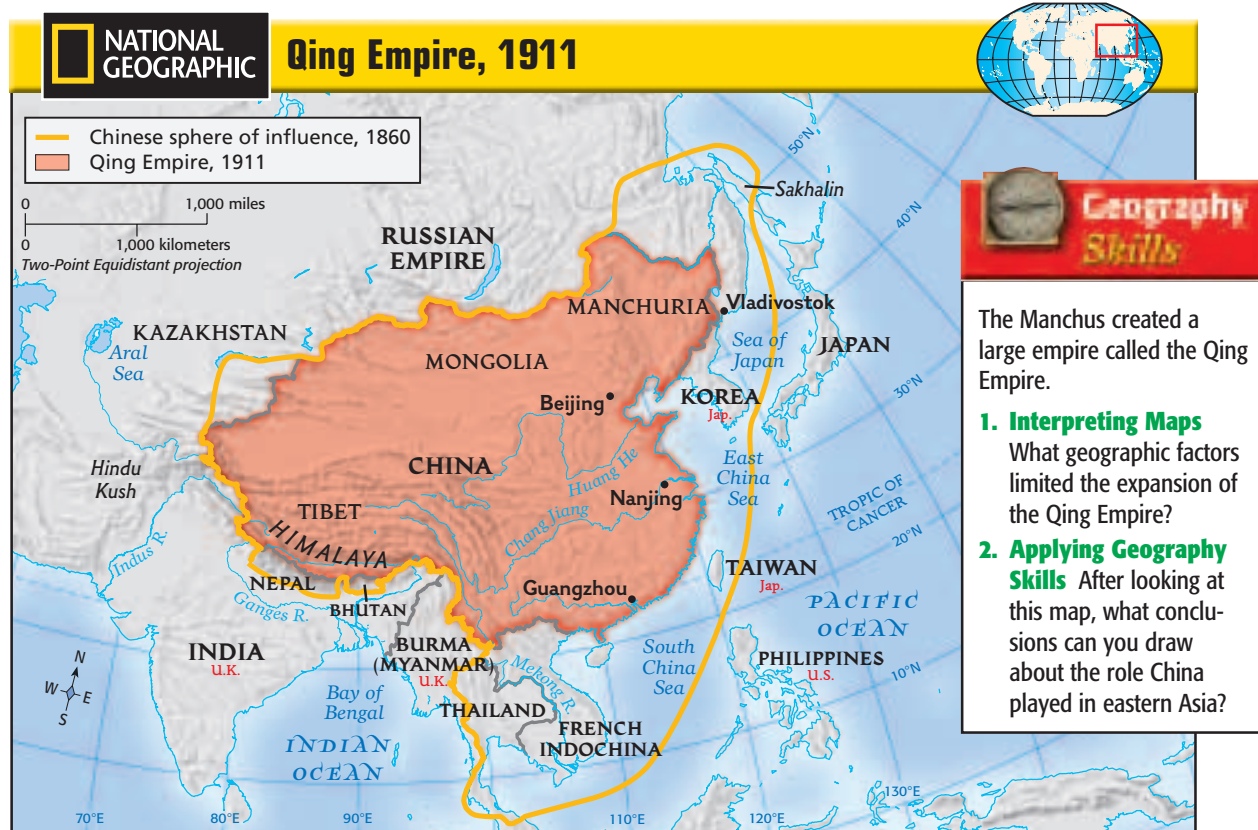 NATIONAL
GEOGRAPHIC
Qing Empire, 1911
Chinese sphere of influence, 1860
Qing Empire, 1911
0 1,000 miles
0 1,000 kilometers
Two-Point Equidistant projection
50°N
Sakhalin
40°N
RUSSIAN
EMPIRE
MANCHURIA
Vladivostok
KAZAKHSTAN
Aral
Sea
MONGOLIA
Sea of
Japan
JAPAN
30°N
Beijing
KOREA
Jap.
Hindu
Kush
CHINA
Huang He
East
China
Sea
Nanjing
TIBET
Chang Jiang
TROPIC OF
CANCER
20°N
HIMALAYA
Indus R.
NEPAL
BHUTAN
Ganges R.
Guangzhou
TAIWAN
Jap.
PACIFIC
OCEAN
INDIA
U.K.
BURMA
(MYANMAR)
U.K.
Mekong R.
South
China
Sea
PHILIPPINES
U.S.
10°N
N
W E
S
Bay of
Bengal
THAILAND
FRENCH
INDOCHINA
INDIAN
OCEAN
70°E 80°E 90°E 110°E 120°E 130°E
Geography
Skills
The Manchus created a
large empire called the Qing
Empire.
1. Interpreting Maps
What geographic factors
limited the expansion of
the Qing Empire?
2. Applying Geography
Skills After looking at
this map, what conclu-
sions can you draw
about the role China
played in eastern Asia?